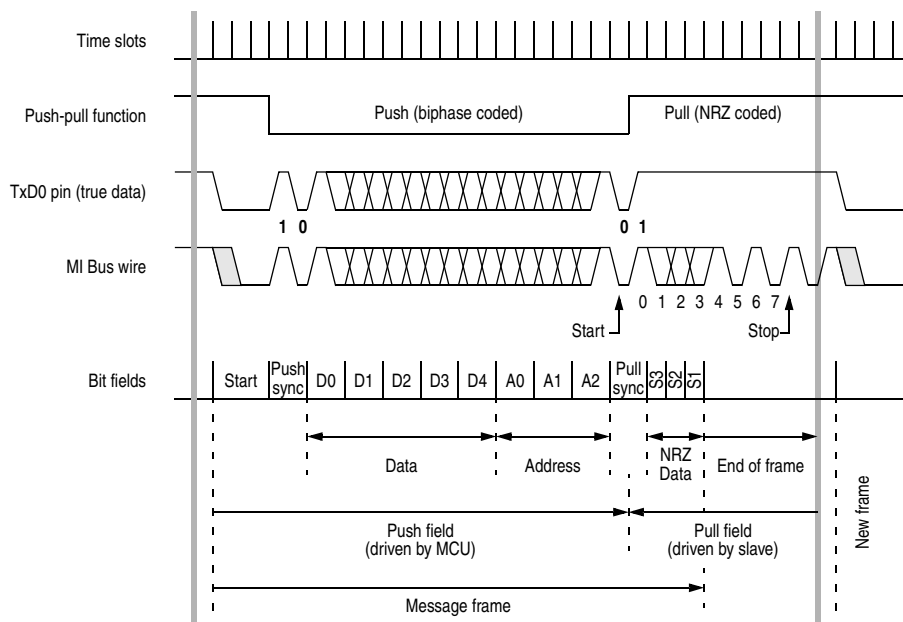 Time slots
Push-pull function
Push (biphase coded)
Pull (NRZ coded)
TxD0 pin (true data)
1 0
0 1
MI Bus wire
0 1 2 3 4 5 6 7
Start
Stop
Bit fields
Start
Push
sync
D0
D1
D2
D3
D4
A0
A1
A2
Pull
sync
S3
S2
S1
Data
Address
NRZ
Data
End of frame
Push field
(driven by MCU)
Pull field
(driven by slave)
New frame
Message frame